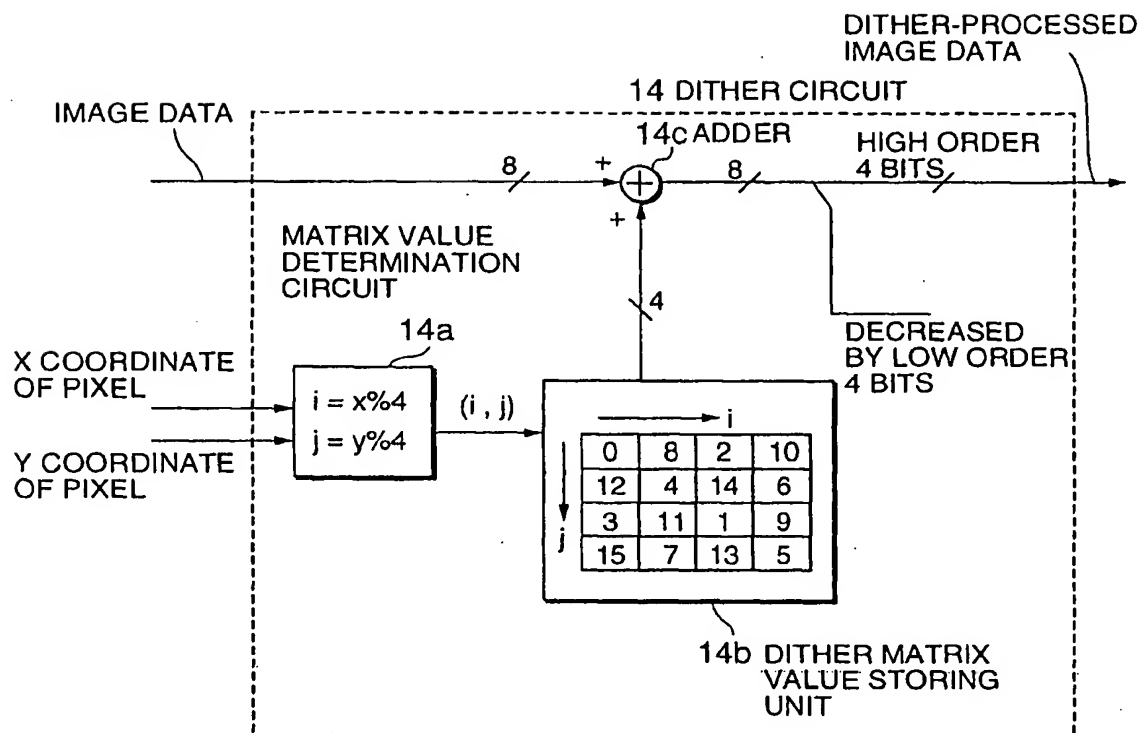 DITHER-PROCESSED
IMAGE DATA
14 DITHER CIRCUIT
IMAGE DATA
14c ADDER
HIGH ORDER
4 BITS
8
+
+
8
+
MATRIX VALUE
DETERMINATION
CIRCUIT
4
14a
DECREASED
BY LOW ORDER
4 BITS
X COORDINATE
OF PIXEL
i = x%4
j = y%4
(i , j)
Y COORDINATE
OF PIXEL
i
j
0 8 2 10
12 4 14 6
3 11 1 9
15 7 13 5
14b DITHER MATRIX
VALUE STORING
UNIT